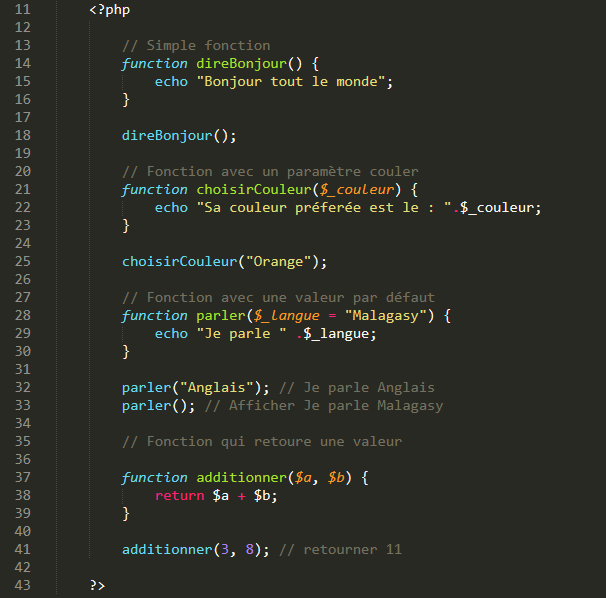 11 <?php
12
13 // Simple fonction
14 function direBonjour() {
15 echo "Bonjour tout le monde";
16 }
17
18 direBonjour();
19
20 // Fonction avec un paramètre couler
21 function choisirCouleur($_couleur) {
22 echo "Sa couleur préferée est le : ".$_couleur;
23 }
24
25 choisirCouleur("Orange");
26
27 // Fonction avec une valeur par défaut
28 function parler($_langue = "Malagasy") {
29 echo "Je parle " .$_langue;
30 }
31
32 parler("Anglais"); // Je parle Anglais
33 parler(); // Afficher Je parle Malagasy
34
35 // Fonction qui retoure une valeur
36
37 function additionner($a, $b) {
38 return $a + $b;
39 }
40
41 additionner(3, 8); // retourner 11
42
43 ?>